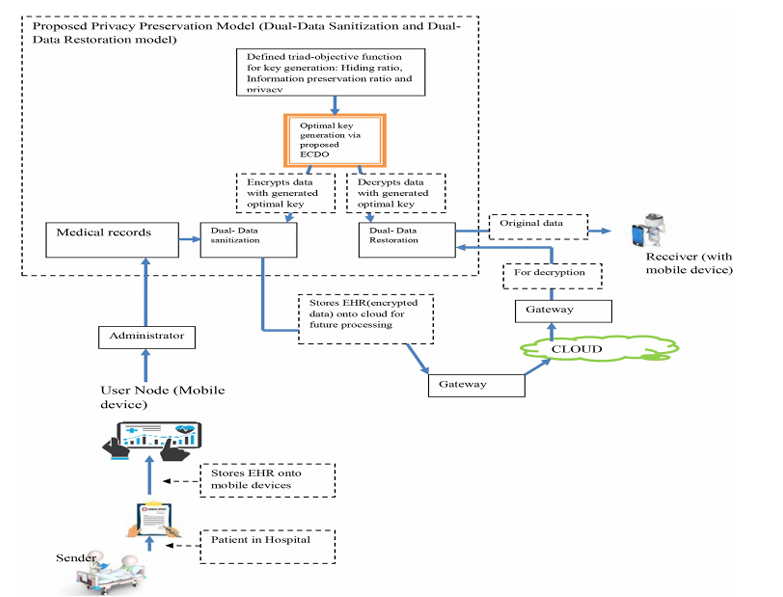 Proposed Privacy Preservation Model (Dual-Data Sanitization and Dual-
Data Restoration model)
Defined triad-objective function
for key generation: Hiding ratio,
Information preservation ratio and
privacy
Optimal key
generation via
proposed
ECDO
Encrypts data
with generated
optimal key
Decrypts data
with generated
optimal key
Medical records
Dual- Data
sanitization
Dual- Data
Restoration
Original data
Receiver (with
mobile device)
For decryption
Stores EHR(encrypted
data) onto cloud for
future processing
Gateway
CLOUD
Gateway
Administrator
User Node (Mobile
device)
Stores EHR onto
mobile devices
Patient in Hospital
Sender